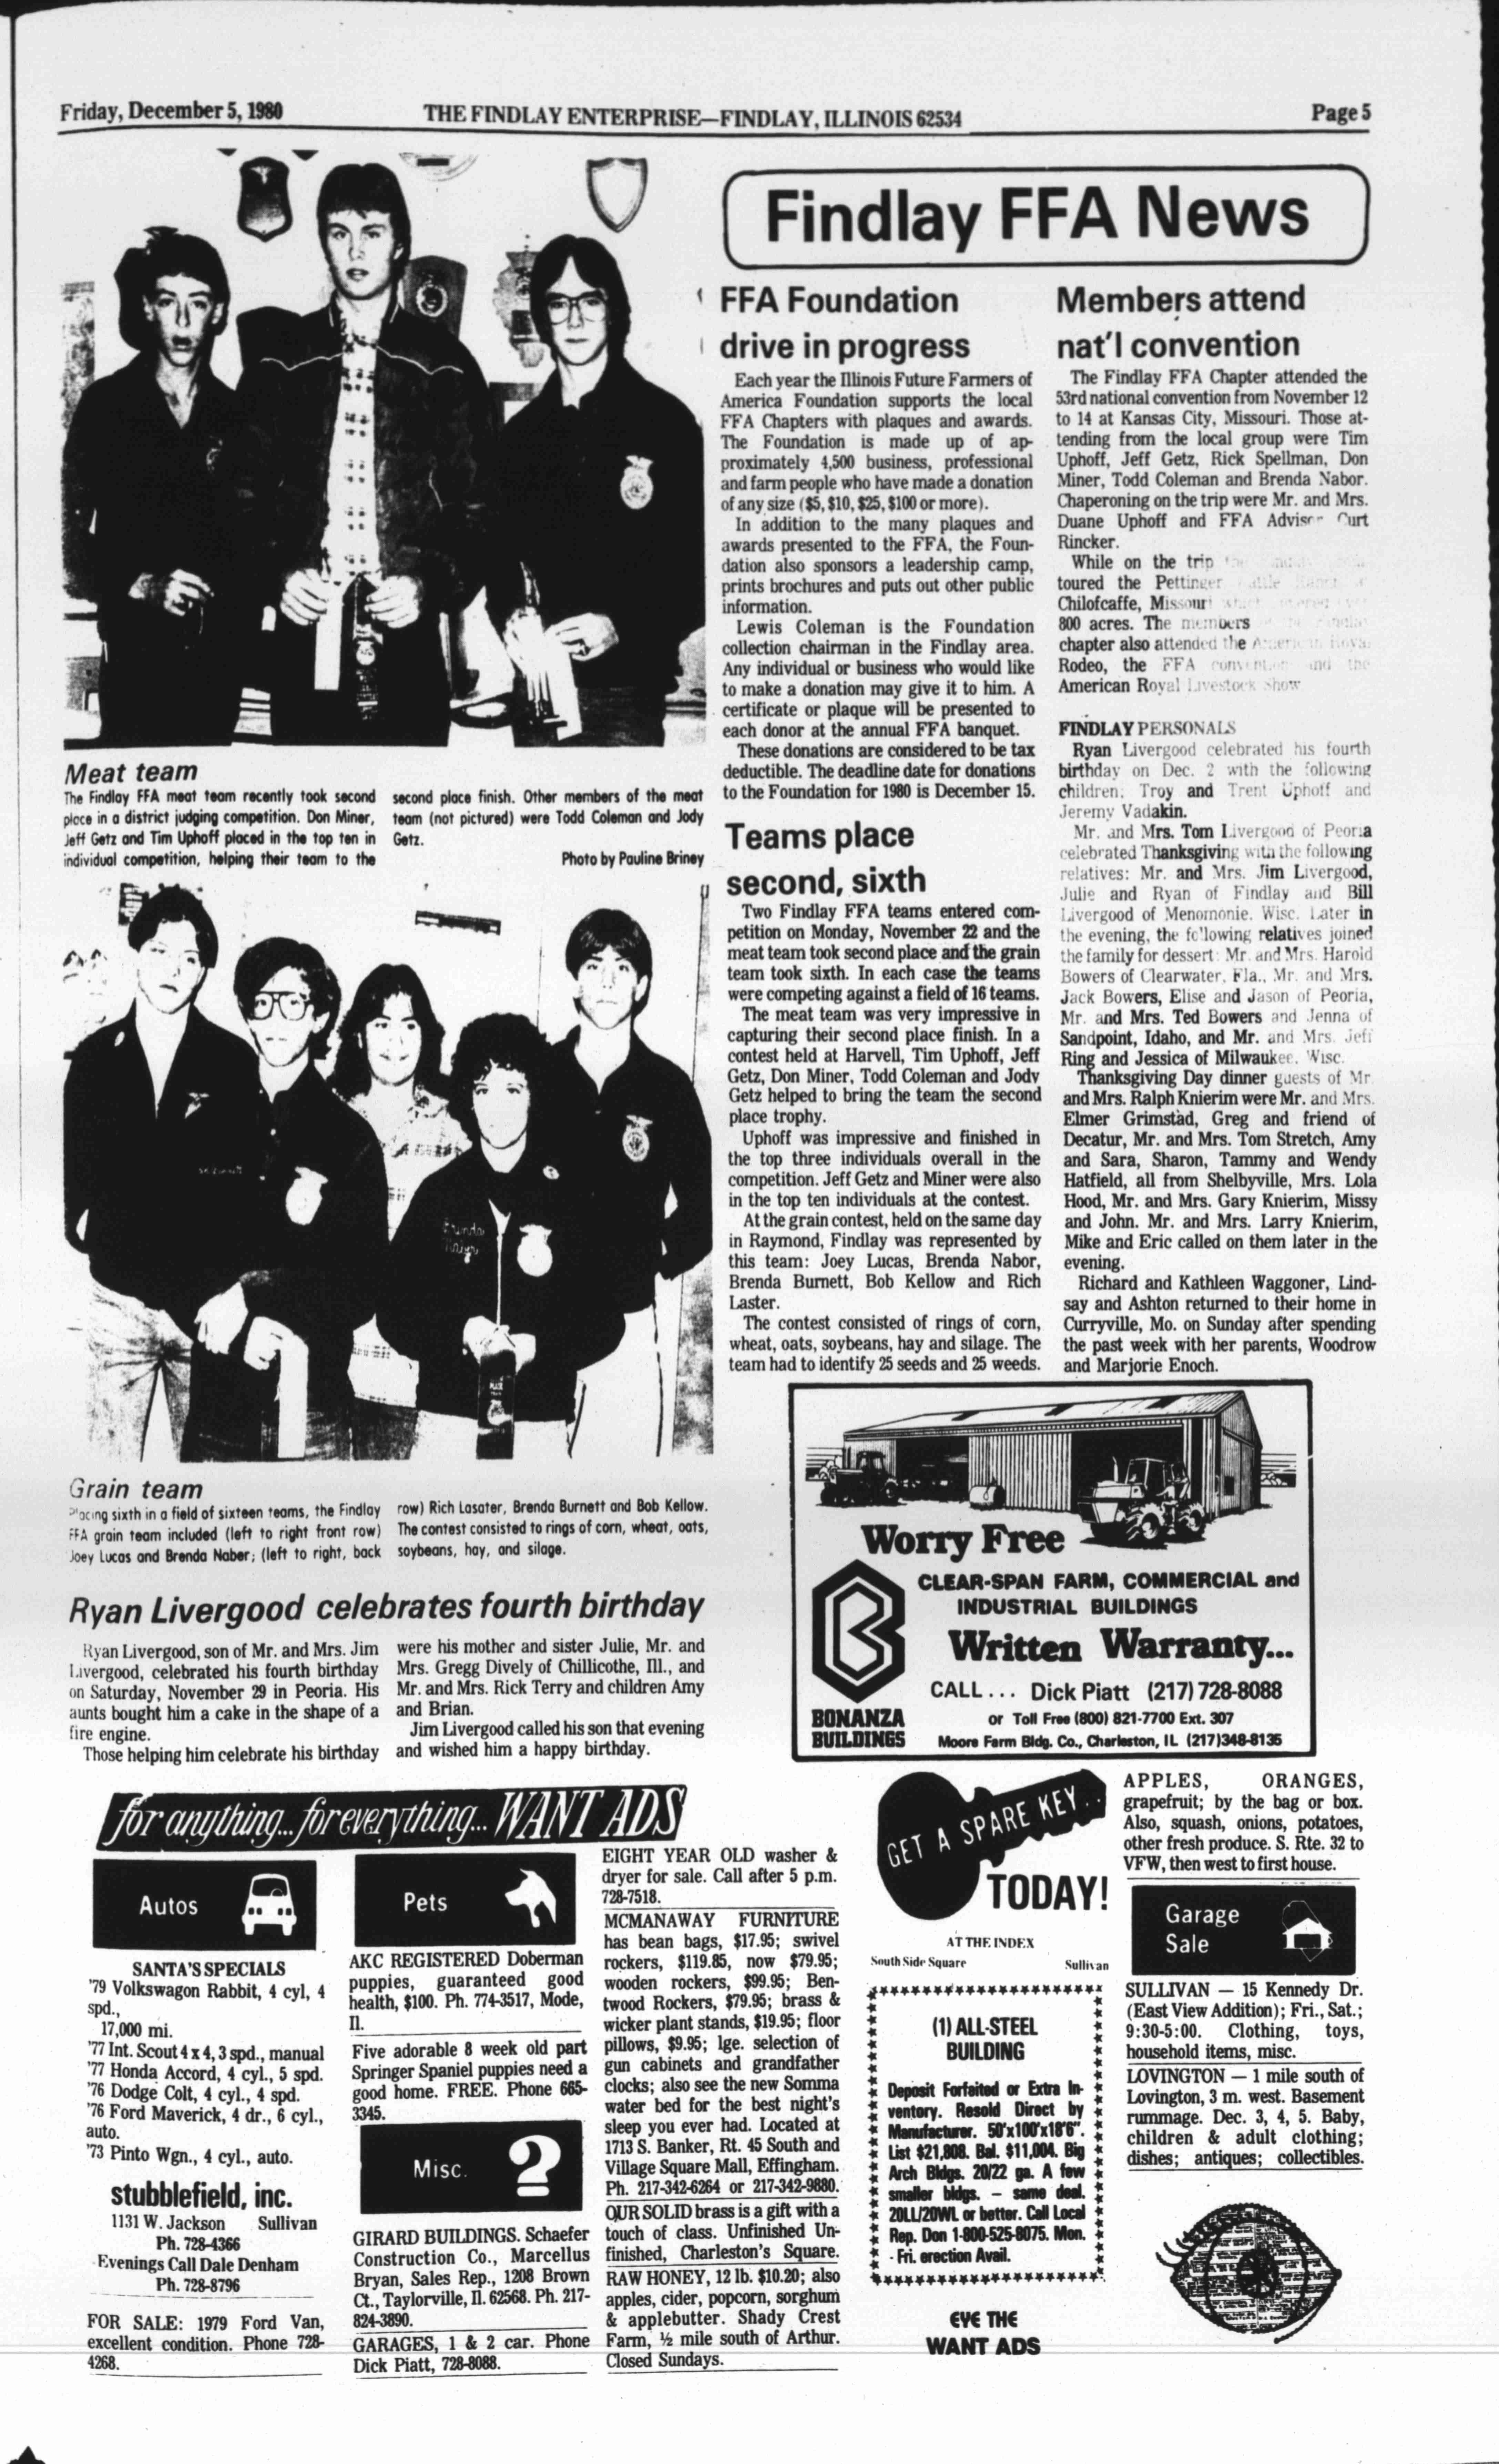 Friday, December 5, 1980
THE FINDLAY ENTERPRISE—FINDLAY, ILLINOIS 62534
Page 5
Meat team
The Findlay FFA meat team recently took second
place in a district judging competition. Don Miner,
Jeff Getz and Tim Uphoff placed in the top ten in
individual competition, helping their team to the
second place finish. Other members of the meat
team (not pictured) were Todd Coleman and Jody
Getz.
Photo by Pauline Briney
Grain team
Placing sixth in a field of sixteen teams, the Findlay
FFA grain team included (left to right front row)
Joey Lucas and Brenda Naber; (left to right, back
row) Rich Lasater, Brenda Burnett and Bob Kellow.
The contest consisted to rings of corn, wheat, oats,
soybeans, hay, and silage.
Ryan Livergood celebrates fourth birthday
Ryan Livergood, son of Mr. and Mrs. Jim
Livergood, celebrated his fourth birthday
on Saturday, November 29 in Peoria. His
aunts bought him a cake in the shape of a
fire engine.
Those helping him celebrate his birthday
were his mother and sister Julie, Mr. and
Mrs. Gregg Dively of Chillicothe, Ill., and
Mr. and Mrs. Rick Terry and children Amy
and Brian.
Jim Livergood called his son that evening
and wished him a happy birthday.
Findlay FFA News
FFA Foundation
drive in progress
Each year the Illinois Future Farmers of
America Foundation supports the local
FFA Chapters with plaques and awards.
The Foundation is made up of ap-
proximately 4,500 business, professional
and farm people who have made a donation
of any size ($5, $10, $25, $100 or more).
In addition to the many plaques and
awards presented to the FFA, the Foun-
dation also sponsors a leadership camp,
prints brochures and puts out other public
information.
Lewis Coleman is the Foundation
collection chairman in the Findlay area.
Any individual or business who would like
to make a donation may give it to him. A
certificate or plaque will be presented to
each donor at the annual FFA banquet.
These donations are considered to be tax
deductible. The deadline date for donations
to the Foundation for 1980 is December 15.
Teams place
second, sixth
Two Findlay FFA teams entered com-
petition on Monday, November 22 and the
meat team took second place and the grain
team took sixth. In each case the teams
were competing against a field of 16 teams.
The meat team was very impressive in
capturing their second place finish. In a
contest held at Harvell, Tim Uphoff, Jeff
Getz, Don Miner, Todd Coleman and Jody
Getz helped to bring the team the second
place trophy.
Uphoff was impressive and finished in
the top three individuals overall in the
competition. Jeff Getz and Miner were also
in the top ten individuals at the contest.
At the grain contest, held on the same day
in Raymond, Findlay was represented by
this team: Joey Lucas, Brenda Nabor,
Brenda Burnett, Bob Kellow and Rich
Laster.
The contest consisted of rings of corn,
wheat, oats, soybeans, hay and silage. The
team had to identify 25 seeds and 25 weeds.
Members attend
nat'l convention
The Findlay FFA Chapter attended the
53rd national convention from November 12
to 14 at Kansas City, Missouri. Those at-
tending from the local group were Tim
Uphoff, Jeff Getz, Rick Spellman, Don
Miner, Todd Coleman and Brenda Nabor.
Chaperoning on the trip were Mr. and Mrs.
Duane Uphoff and FFA Advisor Curt
Rincker.
While on the trip
toured the Pettinger
Chilofcaffe, Missouri
800 acres. The members
chapter also attended the American Royal
Rodeo, the FFA convention and the
American Royal Livestock Show
FINDLAY PERSONALS
Ryan Livergood celebrated his fourth
birthday on Dec. 2 with the following
children: Troy and Trent Uphoff and
Jeremy Vadakin.
Mr. and Mrs. Tom Livergood of Peoria
celebrated Thanksgiving with the following
relatives: Mr. and Mrs. Jim Livergood,
Julie and Ryan of Findlay and Bill
Livergood of Menomonie, Wisc. Later in
the evening, the following relatives joined
the family for dessert: Mr. and Mrs. Harold
Bowers of Clearwater, Fla., Mr. and Mrs.
Jack Bowers, Elise and Jason of Peoria,
Mr. and Mrs. Ted Bowers and Jenna of
Sandpoint, Idaho, and Mr. and Mrs. Jeff
Ring and Jessica of Milwaukee, Wisc.
Thanksgiving Day dinner guests of Mr.
and Mrs. Ralph Knierim were Mr. and Mrs.
Elmer Grimstad, Greg and friend of
Decatur, Mr. and Mrs. Tom Stretch, Amy
and Sara, Sharon, Tammy and Wendy
Hatfield, all from Shelbyville, Mrs. Lola
Hood, Mr. and Mrs. Gary Knierim, Missy
and John. Mr. and Mrs. Larry Knierim,
Mike and Eric called on them later in the
evening.
Richard and Kathleen Waggoner, Lind-
say and Ashton returned to their home in
Curryville, Mo. on Sunday after spending
the past week with her parents, Woodrow
and Marjorie Enoch.
Worry Free
CLEAR-SPAN FARM, COMMERCIAL and
INDUSTRIAL BUILDINGS
Written Warranty...
CALL... Dick Piatt (217) 728-8088
or Toll Free (800) 821-7700 Ext. 307
Moore Farm Bldg. Co., Charleston, IL (217)348-8135
BONANZA
BUILDINGS
for anything...for everything... WANT ADS
Autos
SANTA'S SPECIALS
'79 Volkswagon Rabbit, 4 cyl, 4
spd.,
17,000 mi.
'77 Int. Scout 4 x 4, 3 spd., manual
'77 Honda Accord, 4 cyl., 5 spd.
'76 Dodge Colt, 4 cyl., 4 spd.
'76 Ford Maverick, 4 dr., 6 cyl.,
auto.
'73 Pinto Wgn., 4 cyl., auto.
stubblefield, inc.
1131 W. Jackson Sullivan
Ph. 728-4366
Evenings Call Dale Denham
Ph. 728-8796
FOR SALE: 1979 Ford Van,
excellent condition. Phone 728-
4268.
Pets
AKC REGISTERED Doberman
puppies, guaranteed good
health, $100. Ph. 774-3517, Mode,
Il.
Five adorable 8 week old part
Springer Spaniel puppies need a
good home. FREE. Phone 665-
3345.
Misc. ?
GIRARD BUILDINGS. Schaefer
Construction Co., Marcellus
Bryan, Sales Rep., 1208 Brown
Ct., Taylorville, Il. 62568. Ph. 217-
824-3890.
GARAGES, 1 & 2 car. Phone
Dick Piatt, 728-8088.
EIGHT YEAR OLD washer &
dryer for sale. Call after 5 p.m.
728-7518.
MCMANAWAY FURNITURE
has bean bags, $17.95; swivel
rockers, $119.85, now $79.95;
wooden rockers, $99.95; Ben-
twood Rockers, $79.95; brass &
wicker plant stands, $19.95; floor
pillows, $9.95; lge. selection of
gun cabinets and grandfather
clocks; also see the new Somma
water bed for the best night's
sleep you ever had. Located at
1713 S. Banker, Rt. 45 South and
Village Square Mall, Effingham.
Ph. 217-342-6264 or 217-342-9880.
OUR SOLID brass is a gift with a
touch of class. Unfinished Un-
finished, Charleston's Square.
RAW HONEY, 12 lb. $10.20; also
apples, cider, popcorn, sorghum
& applebutter. Shady Crest
Farm, ½ mile south of Arthur.
Closed Sundays.
GET A SPARE KEY...
TODAY!
AT THE INDEX
South Side Square Sullivan
(1) ALL-STEEL
BUILDING
Deposit Forfaited or Extra In-
ventory. Resold Direct by
Manufacturer. 50'x100'x18'6".
List $21,808. Bal. $11,004. Big
Arch Bldgs. 20/22 ga. A few
smaller bldgs. — same deal.
20LL/20WL or better. Call Local
Rep. Don 1-800-525-8075. Mon.
- Fri. erection Avail.
EYE THE
WANT ADS
APPLES, ORANGES,
grapefruit; by the bag or box.
Also, squash, onions, potatoes,
other fresh produce. S. Rte. 32 to
VFW, then west to first house.
Garage
Sale
SULLIVAN — 15 Kennedy Dr.
(East View Addition); Fri., Sat.;
9:30-5:00. Clothing, toys,
household items, misc.
LOVINGTON — 1 mile south of
Lovington, 3 m. west. Basement
rummage. Dec. 3, 4, 5. Baby,
children & adult clothing;
dishes; antiques; collectibles.